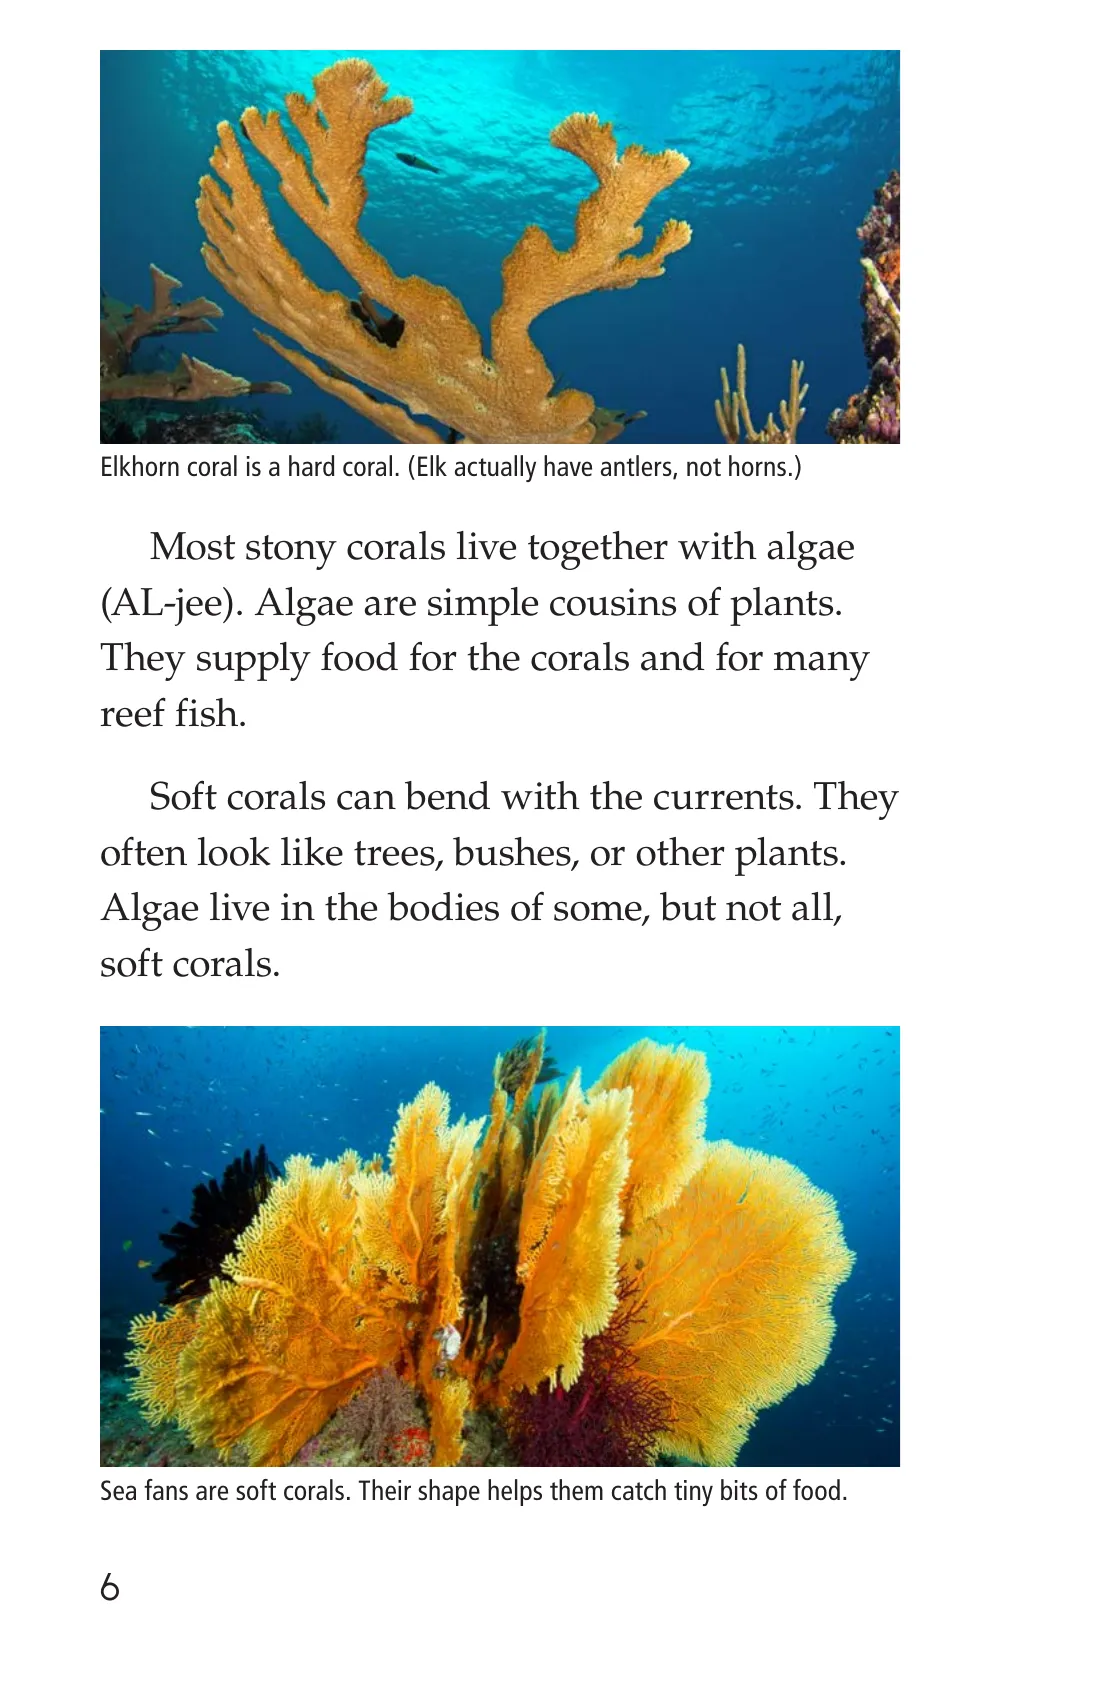 Elkhorn coral is a hard coral. (Elk actually have antlers, not horns.)
Most stony corals live together with algae
(AL-jee). Algae are simple cousins of plants.
They supply food for the corals and for many
reef fish.
Soft corals can bend with the currents. They
often look like trees, bushes, or other plants.
Algae live in the bodies of some, but not all,
soft corals.
Sea fans are soft corals. Their shape helps them catch tiny bits of food.
6